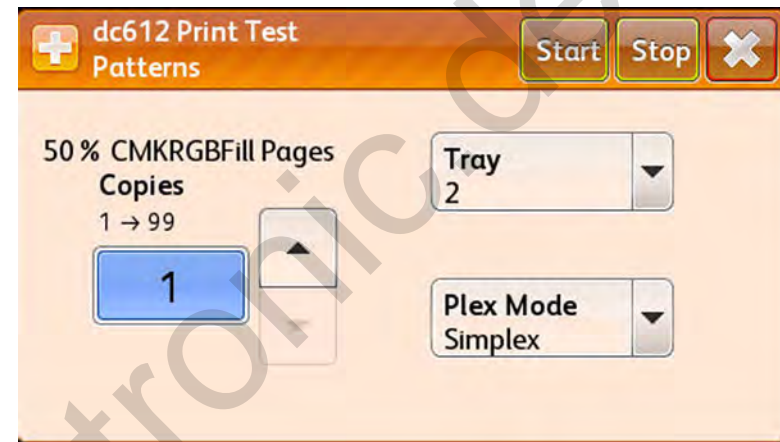 dc612 Print Test
Patterns
Start
Stop
50 % CMKRGBFill Pages
Copies
1 → 99
1
Tray
2
Plex Mode
Simplex